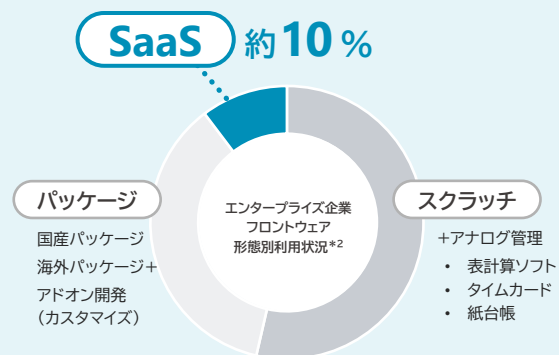 SaaS 約10%
エンタープライズ企業
フロントウェア
形態別利用状況*2
パッケージ
国産パッケージ
海外パッケージ+
アドオン開発
(カスタマイズ)
スクラッチ
+アナログ管理
• 表計算ソフト
• タイムカード
• 紙台帳